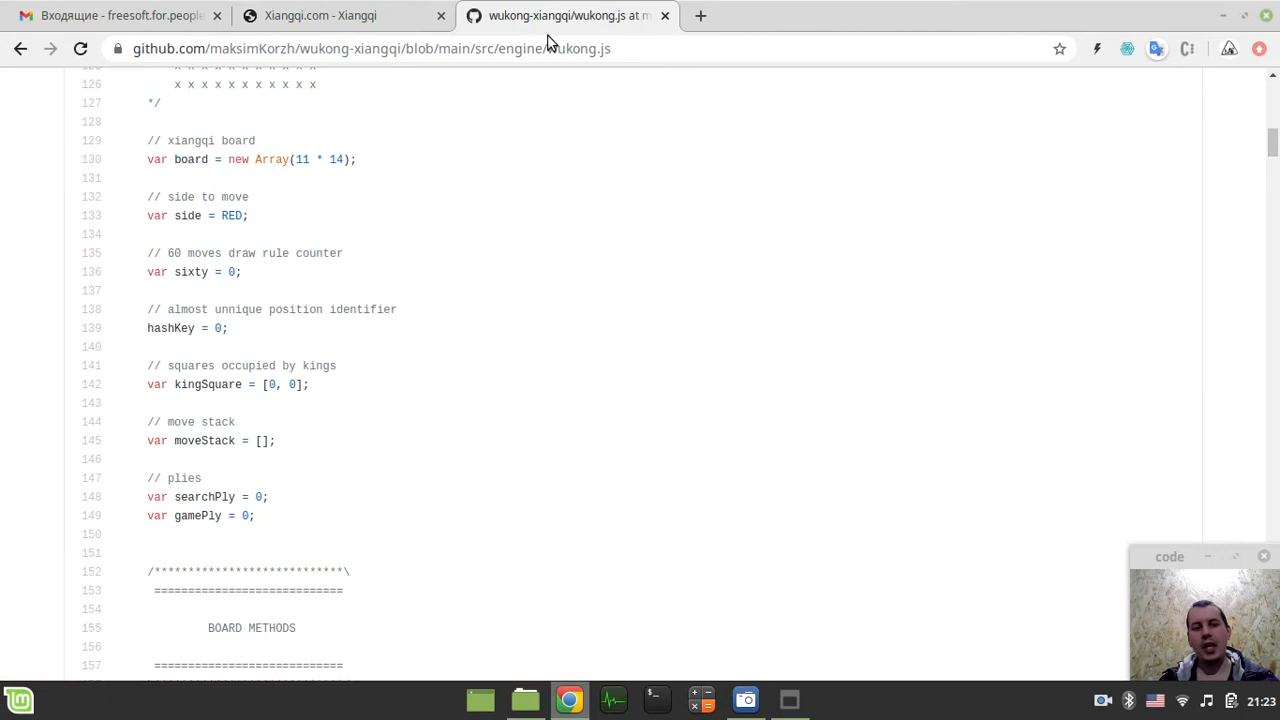 Входящие - freesoft.for.people
Xiangqi.com - Xiangqi
wukong-xiangqi/wukong.js at m
github.com/maksimKorzh/wukong-xiangqi/blob/main/src/engine/wukong.js
126 x x x x x x x x x x x
127 */
128
129 // xiangqi board
130 var board = new Array(11 * 14);
131
132 // side to move
133 var side = RED;
134
135 // 60 moves draw rule counter
136 var sixty = 0;
137
138 // almost unnique position identifier
139 hashKey = 0;
140
141 // squares occupied by kings
142 var kingSquare = [0, 0];
143
144 // move stack
145 var moveStack = [];
146
147 // plies
148 var searchPly = 0;
149 var gamePly = 0;
150
151
152 /****************************\
153 ============================
154
155 BOARD METHODS
156
157 ============================
code
21:23